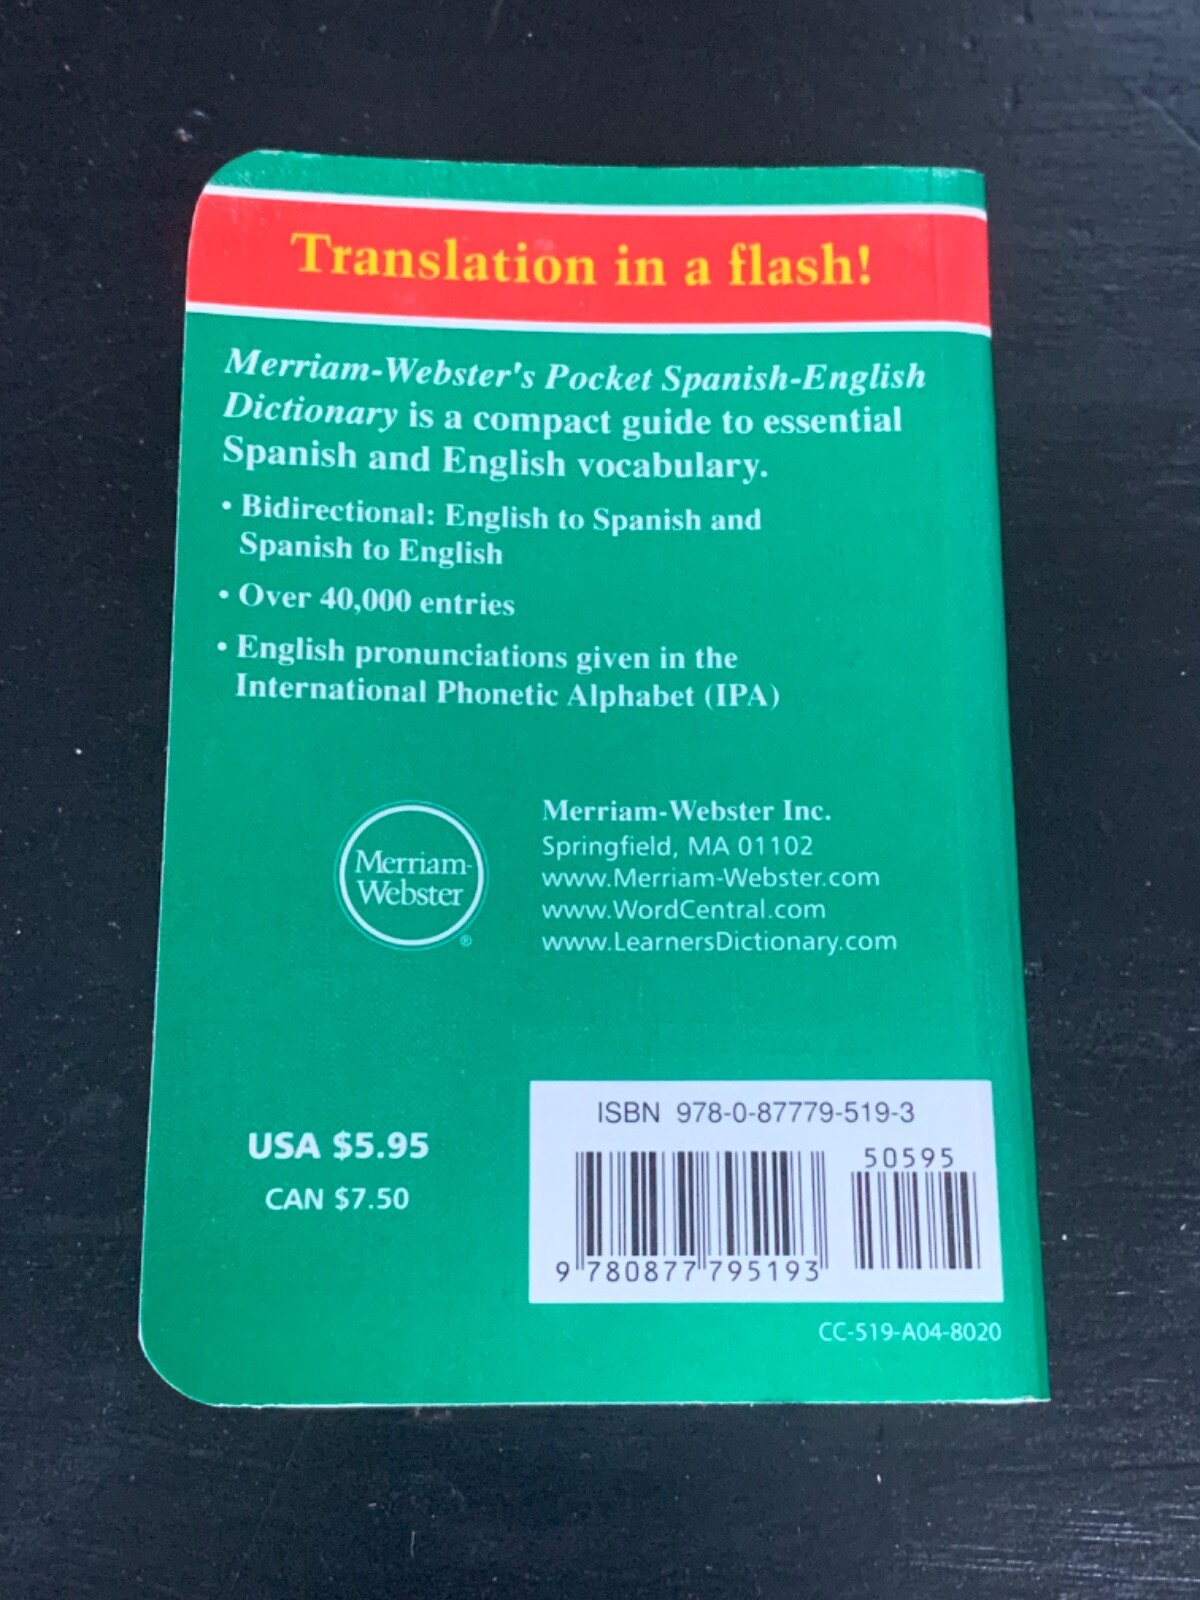 Translation in a flash!
Merriam-Webster's Pocket Spanish-English
Dictionary is a compact guide to essential
Spanish and English vocabulary.
• Bidirectional: English to Spanish and
Spanish to English
• Over 40,000 entries
• English pronunciations given in the
International Phonetic Alphabet (IPA)
Merriam-
Webster
®
Merriam-Webster Inc.
Springfield, MA 01102
www.Merriam-Webster.com
www.WordCentral.com
www.LearnersDictionary.com
USA $5.95
CAN $7.50
ISBN 978-0-87779-519-3
50595
9 780877 795193
CC-519-A04-8020